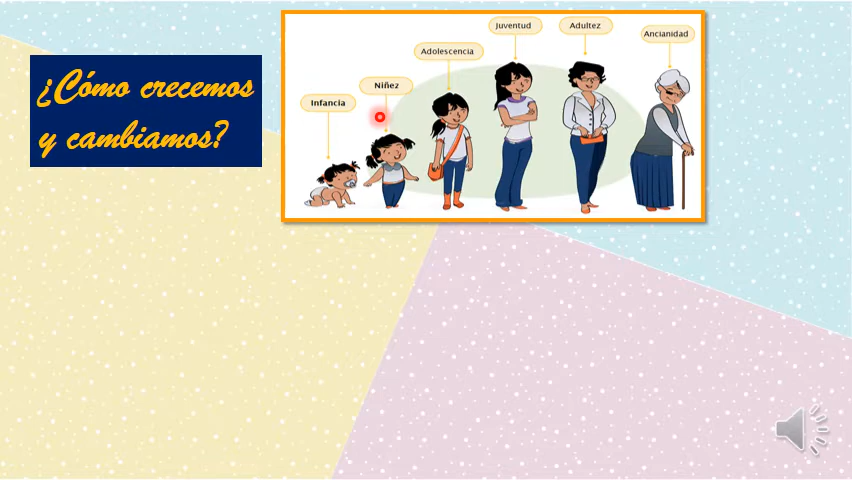 ¿Cómo crecemos
y cambiamos?
Infancia
Niñez
Adolescencia
Juventud
Adultez
Ancianidad